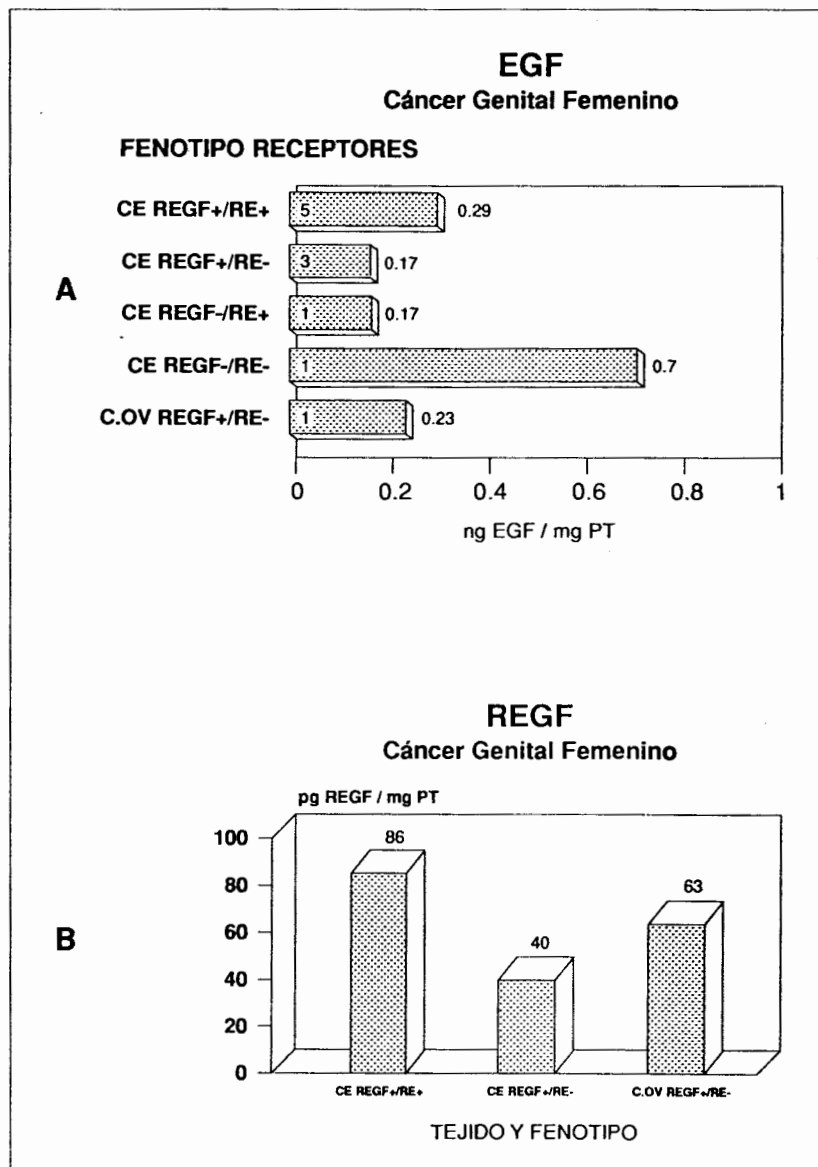 EGF
Cáncer Genital Femenino
FENOTIPO RECEPTORES
A
CE REGF+/RE+ 5 0.29
CE REGF+/RE- 3 0.17
CE REGF-/RE+ 1 0.17
CE REGF-/RE- 1 0.7
C.OV REGF+/RE- 1 0.23
0 0.2 0.4 0.6 0.8 1
ng EGF / mg PT
REGF
Cáncer Genital Femenino
B
pg REGF / mg PT
100
80
60
40
20
0
86 40 63
CE REGF+/RE+ CE REGF+/RE- C.OV REGF+/RE-
TEJIDO Y FENOTIPO